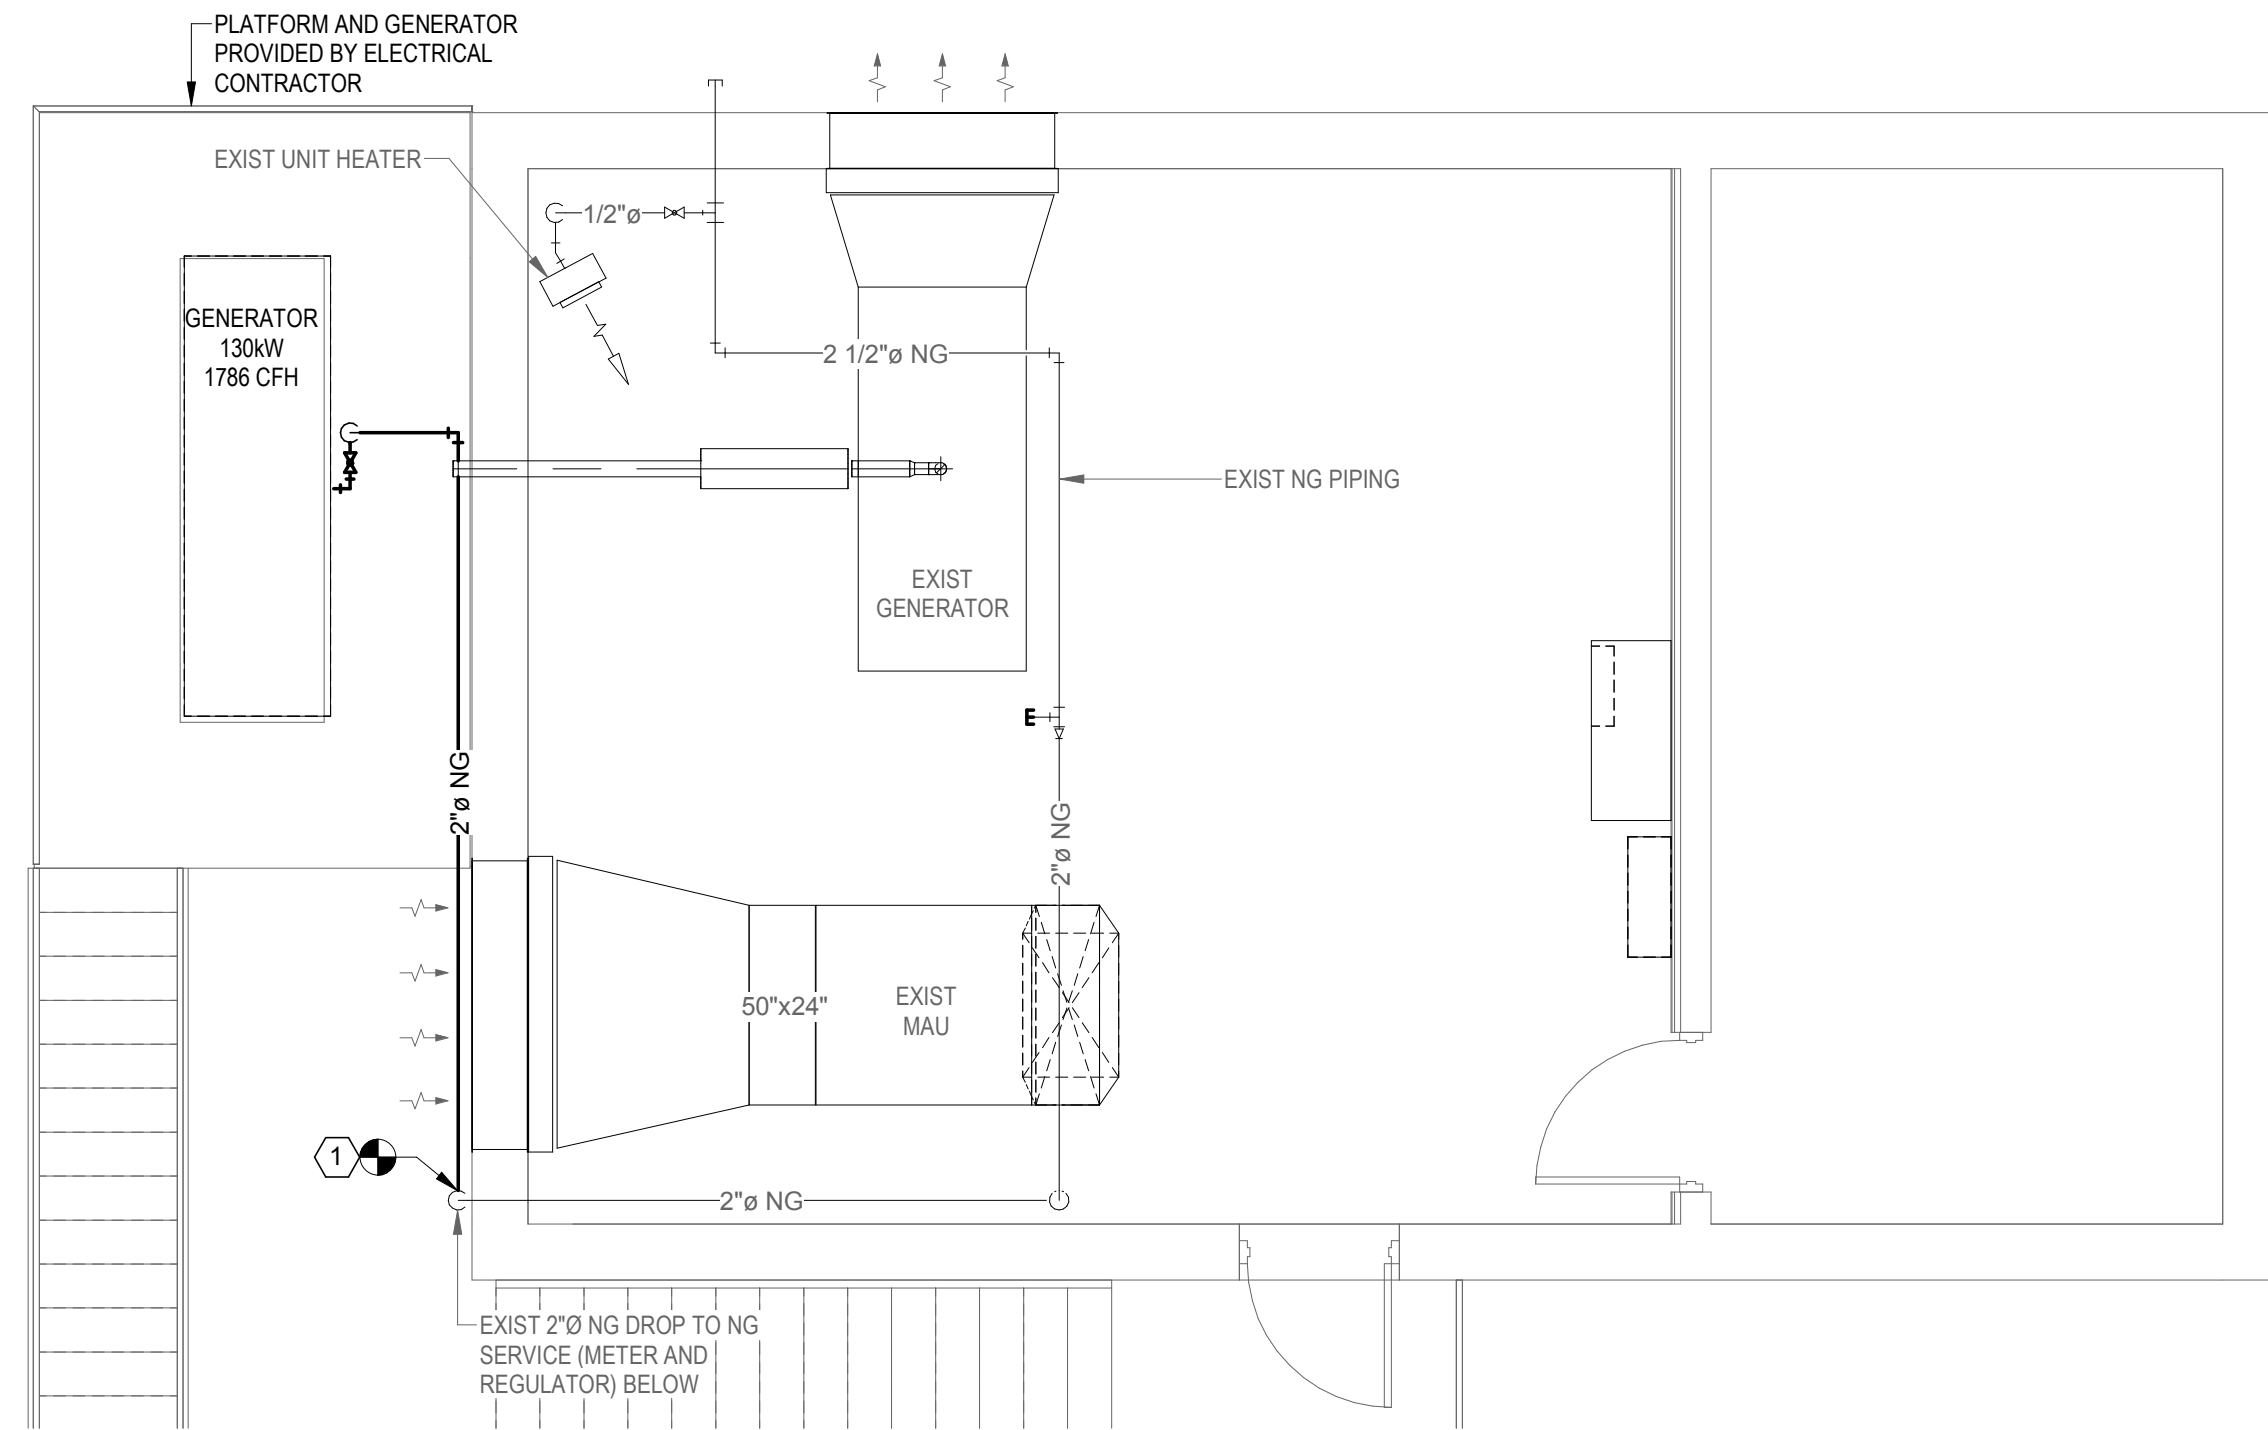 PLATFORM AND GENERATOR
PROVIDED BY ELECTRICAL
CONTRACTOR
EXIST UNIT HEATER
1/2"ø
GENERATOR
130kW
1786 CFH
2 1/2"ø NG
EXIST NG PIPING
EXIST
GENERATOR
E
2"ø NG
2"ø NG
50"x24"
EXIST
MAU
1
2"ø NG
EXIST 2"Ø NG DROP TO NG
SERVICE (METER AND
REGULATOR) BELOW